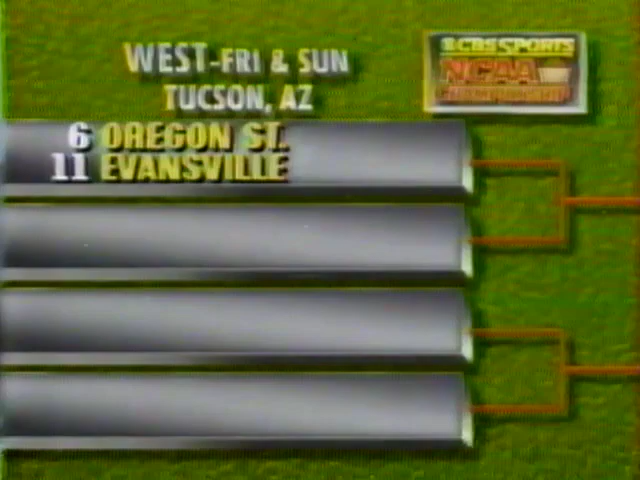 WEST-FRI & SUN
TUCSON, AZ
CBS SPORTS
NCAA
6 OREGON ST.
11 EVANSVILLE